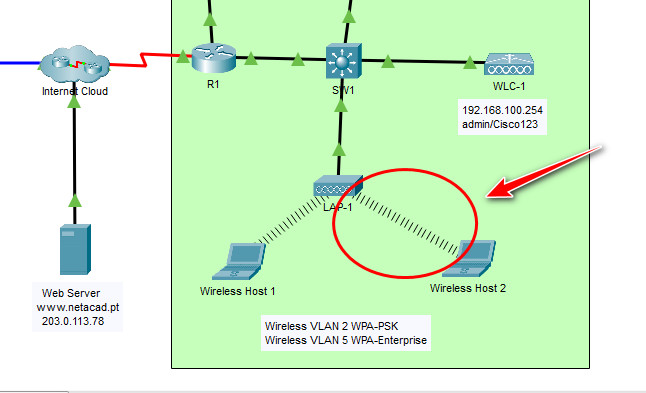 R1
SW1
WLC-1
Internet Cloud
192.168.100.254
admin/Cisco123
LAP-1
Wireless Host 1
Wireless Host 2
Web Server
www.netacad.pt
203.0.113.78
Wireless VLAN 2 WPA-PSK
Wireless VLAN 5 WPA-Enterprise